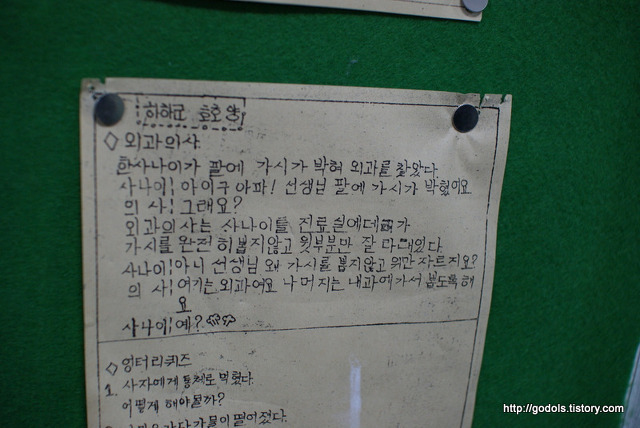 하하군 호호양
◇ 외과의사
한사나이가 팔에 가시가 박혀 외과를 찾았다.
사나이: 아이구 아파! 선생님 팔에 가시가 박혔어요
의 사: 그래요?
외과의사는 사나이를 진료실에데려가
가시를 완전히뽑지않고 윗부분만 잘
사나이: 아니 선생님 왜 가시를 뽑지않고 위만 자르지요?
의 사: 여기는외과여요 나머지는 내과에가서 뽑도록해
요
사나이: 예?
◇ 엉터리퀴즈
1. 사자에게 통째로 먹혔다.
어떻게 해야될까?
떨어졌다.
http://godols.tistory.com